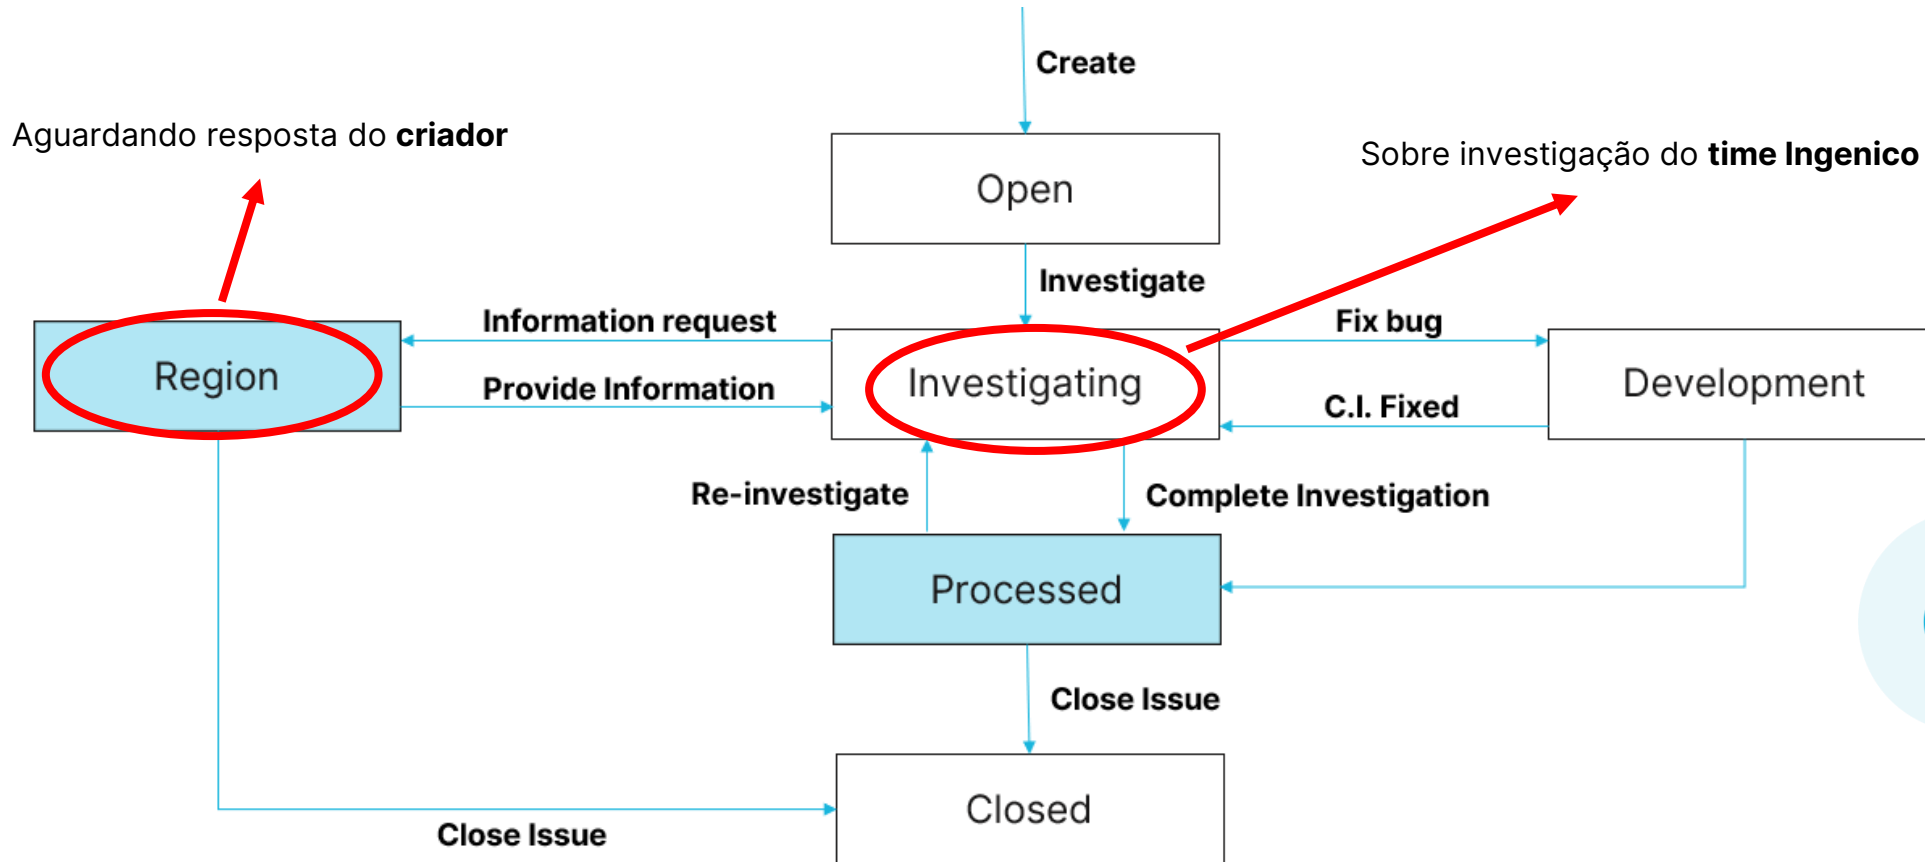 Create
Aguardando resposta do criador
Sobre investigação do time Ingenico
Open
Investigate
Information request
Fix bug
Region
Investigating
Development
Provide Information
C.I. Fixed
Re-investigate
Complete Investigation
Processed
Close Issue
Closed
Close Issue